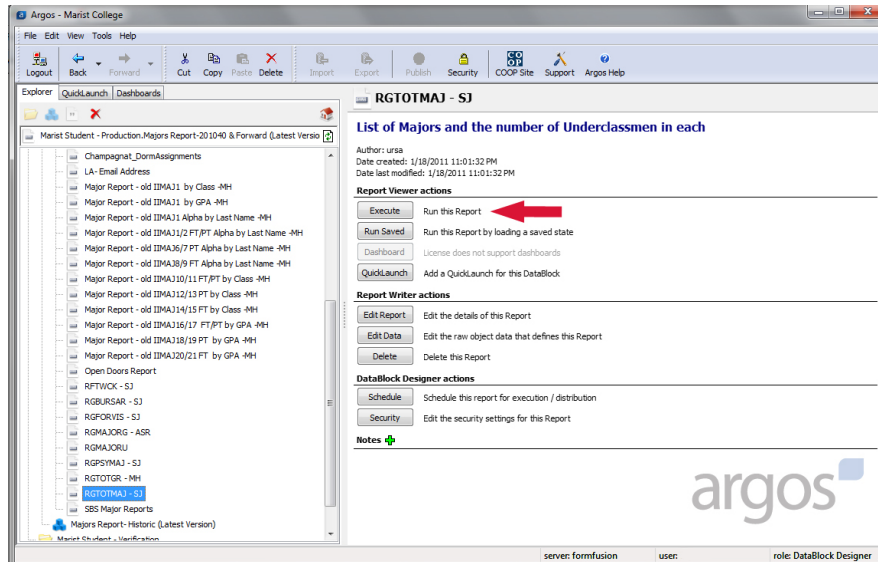 Argos - Marist College
File Edit View Tools Help
Logout Back Forward Cut Copy Paste Delete Import Export Publish Security COOP Site Support Argos Help
Explorer QuickLaunch Dashboards
Marist Student - Production.Majors Report-201040 & Forward (Latest Versio
Champagnat_DormAssignments
LA- Email Address
Major Report - old IIMAJ1 by Class -MH
Major Report - old IIMAJ1 by GPA -MH
Major Report - old IIMAJ1 Alpha by Last Name -MH
Major Report - old IIMAJ1/2 FT/PT Alpha by Last Name -MH
Major Report - old IIMAJ6/7 PT Alpha by Last Name -MH
Major Report - old IIMAJ8/9 FT Alpha by Last Name -MH
Major Report - old IIMAJ10/11 FT/PT by Class -MH
Major Report - old IIMAJ12/13 PT by Class -MH
Major Report - old IIMAJ14/15 FT by Class -MH
Major Report - old IIMAJ16/17 FT/PT by GPA -MH
Major Report - old IIMAJ18/19 PT by GPA -MH
Major Report - old IIMAJ20/21 FT by GPA -MH
Open Doors Report
RFTWCK - SJ
RGBURSAR - SJ
RGFORVIS - SJ
RGMAJORG - ASR
RGMAJORU
RGPSYMAJ - SJ
RGTOTGR - MH
RGTOTMAJ - SJ
SBS Major Reports
Majors Report- Historic (Latest Version)
Marist Student - Verification
RGTOTMAJ - SJ
List of Majors and the number of Underclassmen in each
Author: ursa
Date created: 1/18/2011 11:01:32 PM
Date last modified: 1/18/2011 11:01:32 PM
Report Viewer actions
Execute Run this Report
Run Saved Run this Report by loading a saved state
Dashboard License does not support dashboards
QuickLaunch Add a QuickLaunch for this DataBlock
Report Writer actions
Edit Report Edit the details of this Report
Edit Data Edit the raw object data that defines this Report
Delete Delete this Report
DataBlock Designer actions
Schedule Schedule this report for execution / distribution
Security Edit the security settings for this Report
Notes
argos
server: formfusion user: role: DataBlock Designer